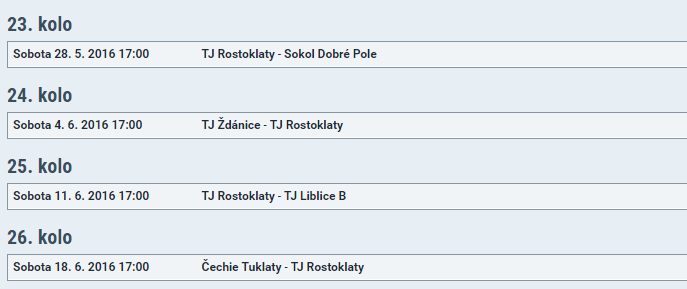 23. kolo
Sobota 28. 5. 2016 17:00 TJ Rostoklaty - Sokol Dobré Pole
24. kolo
Sobota 4. 6. 2016 17:00 TJ Ždánice - TJ Rostoklaty
25. kolo
Sobota 11. 6. 2016 17:00 TJ Rostoklaty - TJ Liblice B
26. kolo
Sobota 18. 6. 2016 17:00 Čechie Tuklaty - TJ Rostoklaty